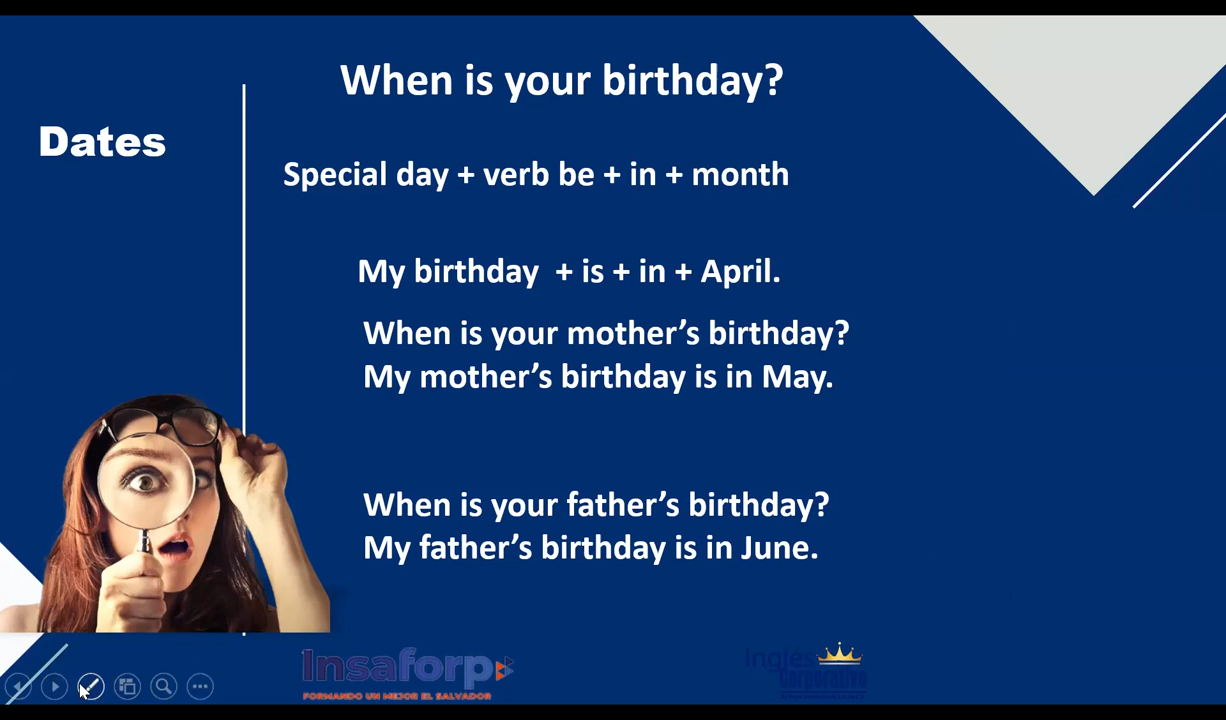 When is your birthday?
Dates
Special day + verb be + in + month
My birthday + is + in + April.
When is your mother’s birthday?
My mother’s birthday is in May.
When is your father’s birthday?
My father’s birthday is in June.
Insaforp
FORMANDO UN MEJOR EL SALVADOR
Inglés
Corporativo